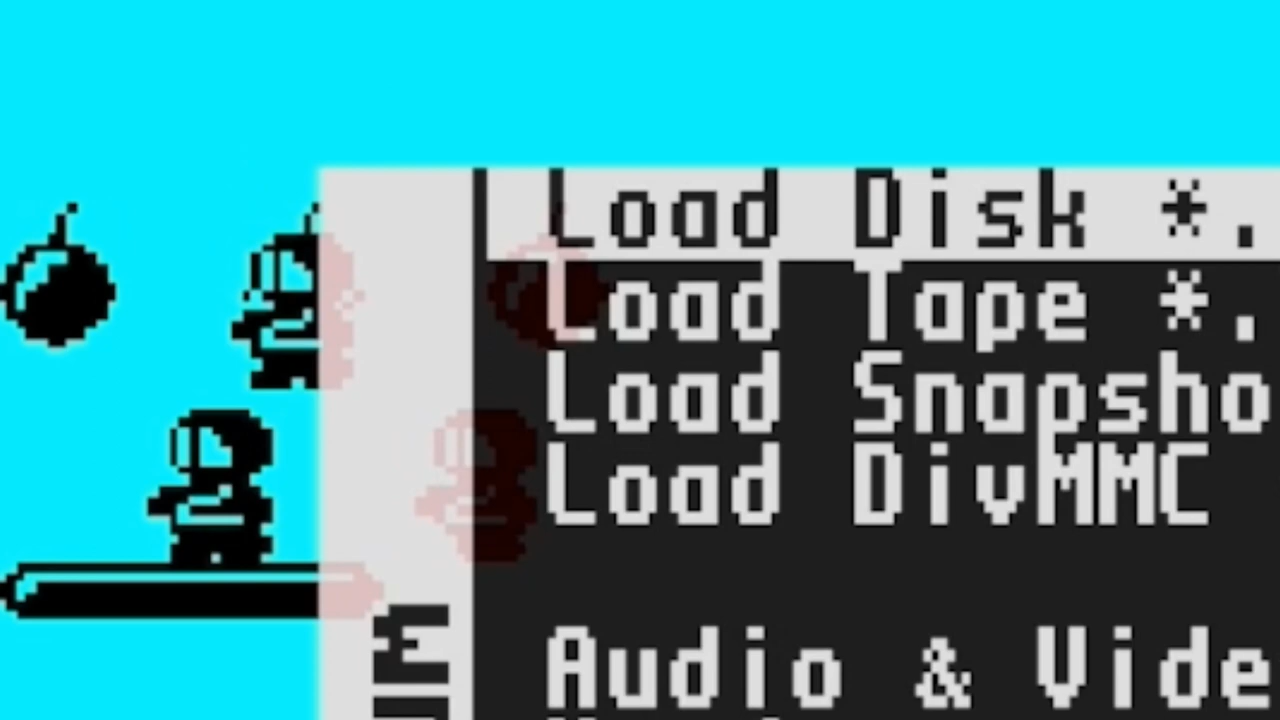 Load Disk *.
Load Tape *.
Load Snapsho
Load DivMMC
Audio & Vide